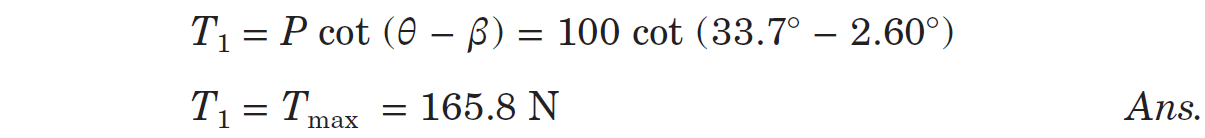 T₁ = P cot (θ − β) = 100 cot (33.7° − 2.60°)
T₁ = Tₘₐₓ = 165.8 N Ans.